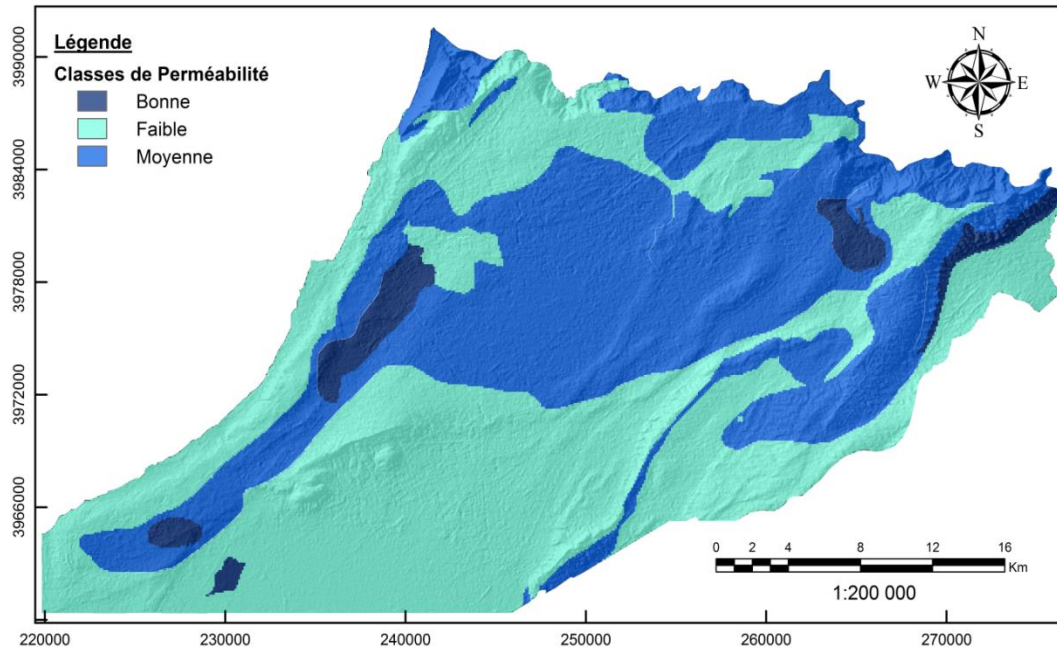 Légende
Classes de Perméabilité
Bonne
Faible
Moyenne
N
W E
S
3990000
3984000
3978000
3972000
3966000
0 2 4 8 12 16
Km
1:200 000
220000 230000 240000 250000 260000 270000